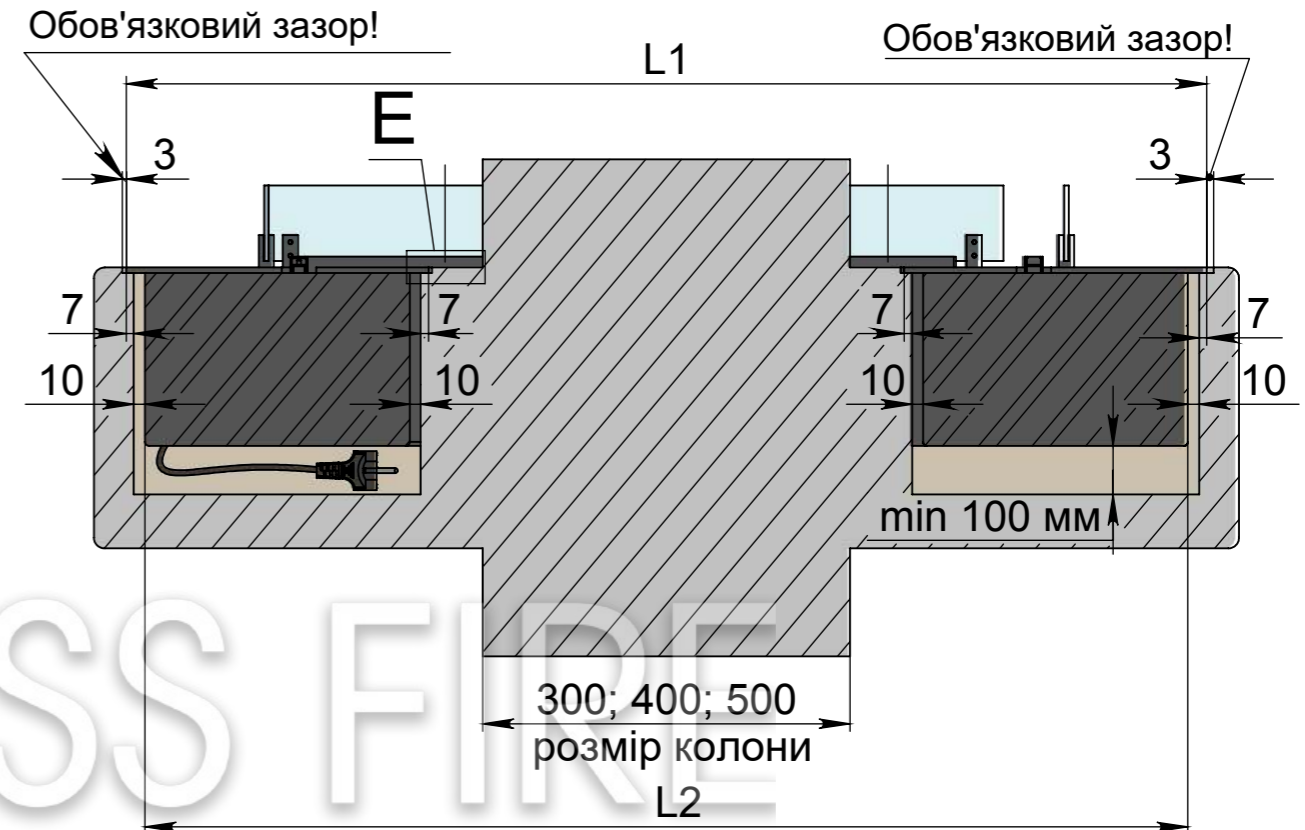 Обов'язковий зазор!
Обов'язковий зазор!
L1
E
3
3
7
7
7
7
10
10
10
10
min 100 мм
SS FIRE
300; 400; 500
розмір колони
L2